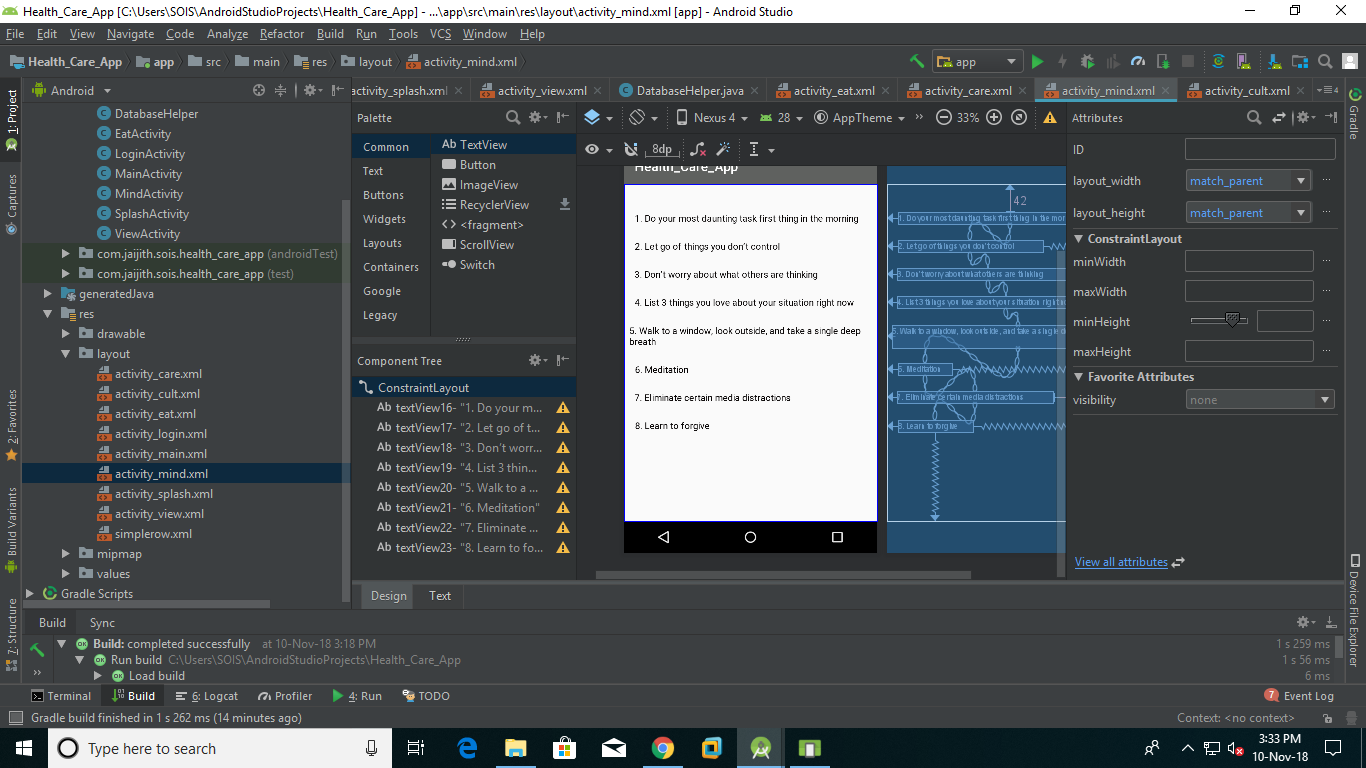 Health_Care_App [C:\Users\SOIS\AndroidStudioProjects\Health_Care_App] - ...\app\src\main\res\layout\activity_mind.xml [app] - Android Studio
File Edit View Navigate Code Analyze Refactor Build Run Tools VCS Window Help
Health_Care_App app src main res layout activity_mind.xml app
1: Project
Captures
2: Favorites
Build Variants
Z: Structure
Android
DatabaseHelper
EatActivity
LoginActivity
MainActivity
MindActivity
SplashActivity
ViewActivity
com.jaijith.sois.health_care_app (androidTest)
com.jaijith.sois.health_care_app (test)
generatedJava
res
drawable
layout
activity_care.xml
activity_cult.xml
activity_eat.xml
activity_login.xml
activity_main.xml
activity_mind.xml
activity_splash.xml
activity_view.xml
simplerow.xml
mipmap
values
Gradle Scripts
activity_splash.xml activity_view.xml DatabaseHelper.java activity_eat.xml activity_care.xml activity_mind.xml activity_cult.xml 4
Palette
Common
Text
Buttons
Widgets
Layouts
Containers
Google
Legacy
Ab TextView
Button
ImageView
RecyclerView
<fragment>
ScrollView
Switch
Component Tree
ConstraintLayout
Ab textView16- "1. Do your m...
Ab textView17- "2. Let go of t...
Ab textView18- "3. Don't worr...
Ab textView19- "4. List 3 thin...
Ab textView20- "5. Walk to a ...
Ab textView21- "6. Meditation"
Ab textView22- "7. Eliminate ...
Ab textView23- "8. Learn to fo...
Nexus 4 28 AppTheme 33%
8dp
Health_Care_App
1. Do your most daunting task first thing in the morning
2. Let go of things you don't control
3. Don't worry about what others are thinking
4. List 3 things you love about your situation right now
5. Walk to a window, look outside, and take a single deep
breath
6. Meditation
7. Eliminate certain media distractions
8. Learn to forgive
42
1. Do your most daunting task first thing in the morn
2. Let go of things you don't control
3. Don't worry about what others are thinking
4. List 3 things you love about your situation right n
5. Walk to a window, look outside, and take a single d
6. Meditation
7. Eliminate certain media distractions
8. Learn to forgive
Design Text
Attributes
ID
layout_width match_parent
layout_height match_parent
ConstraintLayout
minWidth
maxWidth
minHeight
maxHeight
Favorite Attributes
visibility none
View all attributes
Gradle
Device File Explorer
Build Sync
Build: completed successfully at 10-Nov-18 3:18 PM 1 s 259 ms
Run build C:\Users\SOIS\AndroidStudioProjects\Health_Care_App 1 s 56 ms
Load build 6 ms
Terminal Build 6: Logcat Profiler 4: Run TODO 7 Event Log
Gradle build finished in 1 s 262 ms (14 minutes ago) Context: <no context>
Type here to search
3:33 PM
10-Nov-18